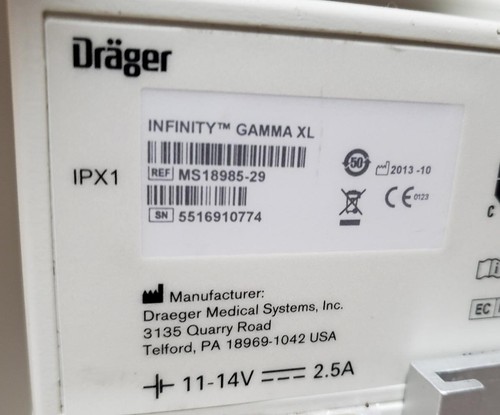 Dräger
INFINITY™ GAMMA XL
IPX1
REF MS18985-29
50
2013-10
SN 5516910774
CE 0123
C
EC
Manufacturer:
Draeger Medical Systems, Inc.
3135 Quarry Road
Telford, PA 18969-1042 USA
11-14V 2.5A